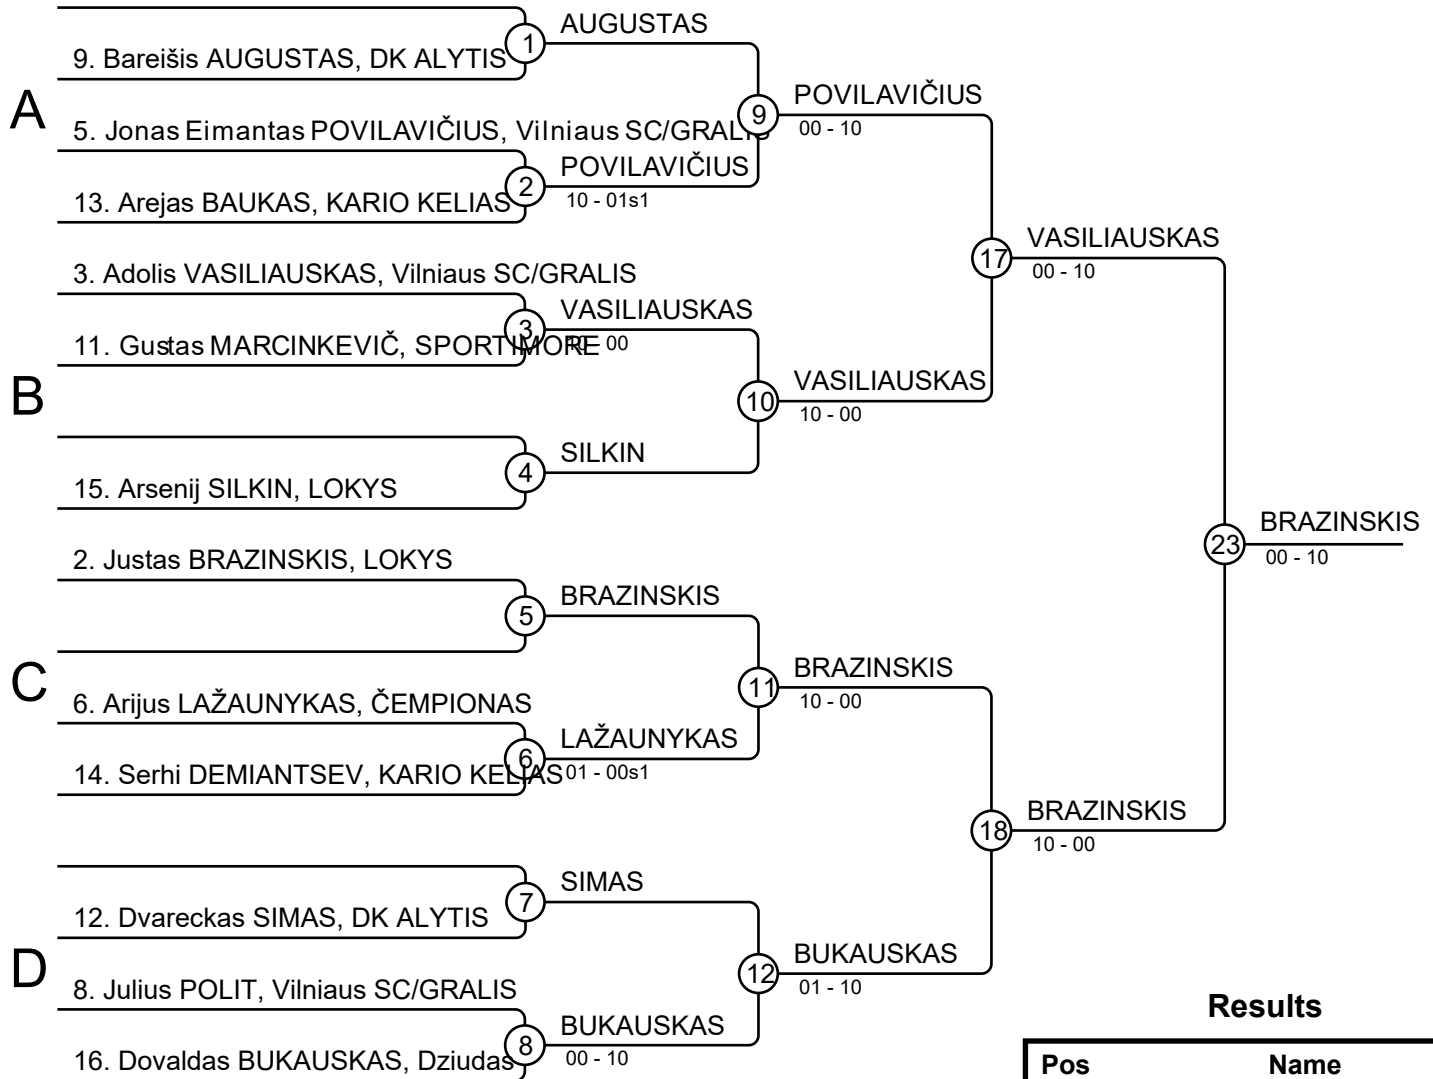 AUGUSTAS
1
9. Bareišis AUGUSTAS, DK ALYTIS
A
POVILAVIČIUS
9
00 - 10
5. Jonas Eimantas POVILAVIČIUS, Vilniaus SC/GRALIS
POVILAVIČIUS
2
10 - 01s1
13. Arejas BAUKAS, KARIO KELIAS
VASILIAUSKAS
17
00 - 10
3. Adolis VASILIAUSKAS, Vilniaus SC/GRALIS
VASILIAUSKAS
3
10 - 00
11. Gustas MARCINKEVIČ, SPORTIMORE
B
VASILIAUSKAS
10
10 - 00
SILKIN
4
15. Arsenij SILKIN, LOKYS
BRAZINSKIS
23
00 - 10
2. Justas BRAZINSKIS, LOKYS
BRAZINSKIS
5
C
BRAZINSKIS
11
10 - 00
6. Arijus LAŽAUNYKAS, ČEMPIONAS
LAŽAUNYKAS
6
01 - 00s1
14. Serhi DEMIANTSEV, KARIO KELIAS
BRAZINSKIS
18
10 - 00
SIMAS
7
12. Dvareckas SIMAS, DK ALYTIS
D
BUKAUSKAS
12
01 - 10
8. Julius POLIT, Vilniaus SC/GRALIS
BUKAUSKAS
8
00 - 10
16. Dovaldas BUKAUSKAS, Dziudas
Results
Pos Name